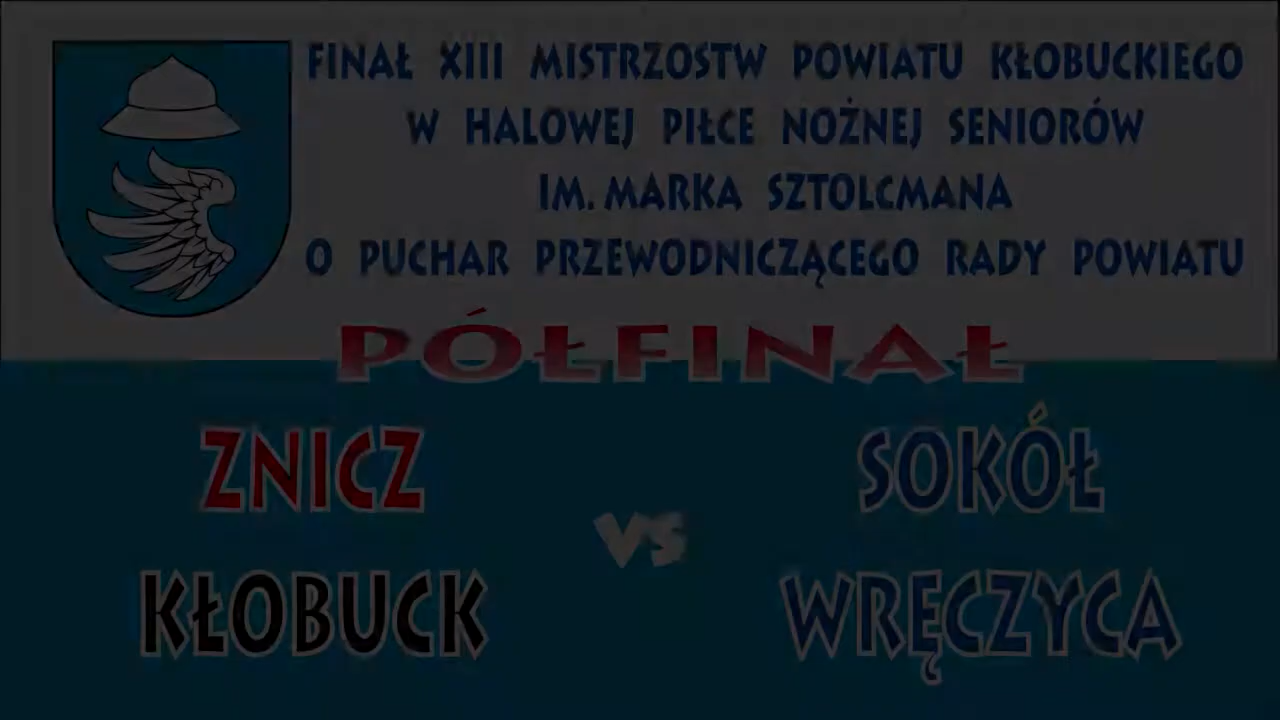 FINAŁ XIII MISTRZOSTW POWIATU KŁOBUCKIEGO
W HALOWEJ PIŁCE NOŻNEJ SENIORÓW
IM. MARKA SZTOLCMANA
O PUCHAR PRZEWODNICZĄCEGO RADY POWIATU
PÓŁFINAŁ
ZNICZ
KŁOBUCK
VS
SOKÓŁ
WRĘCZYCA